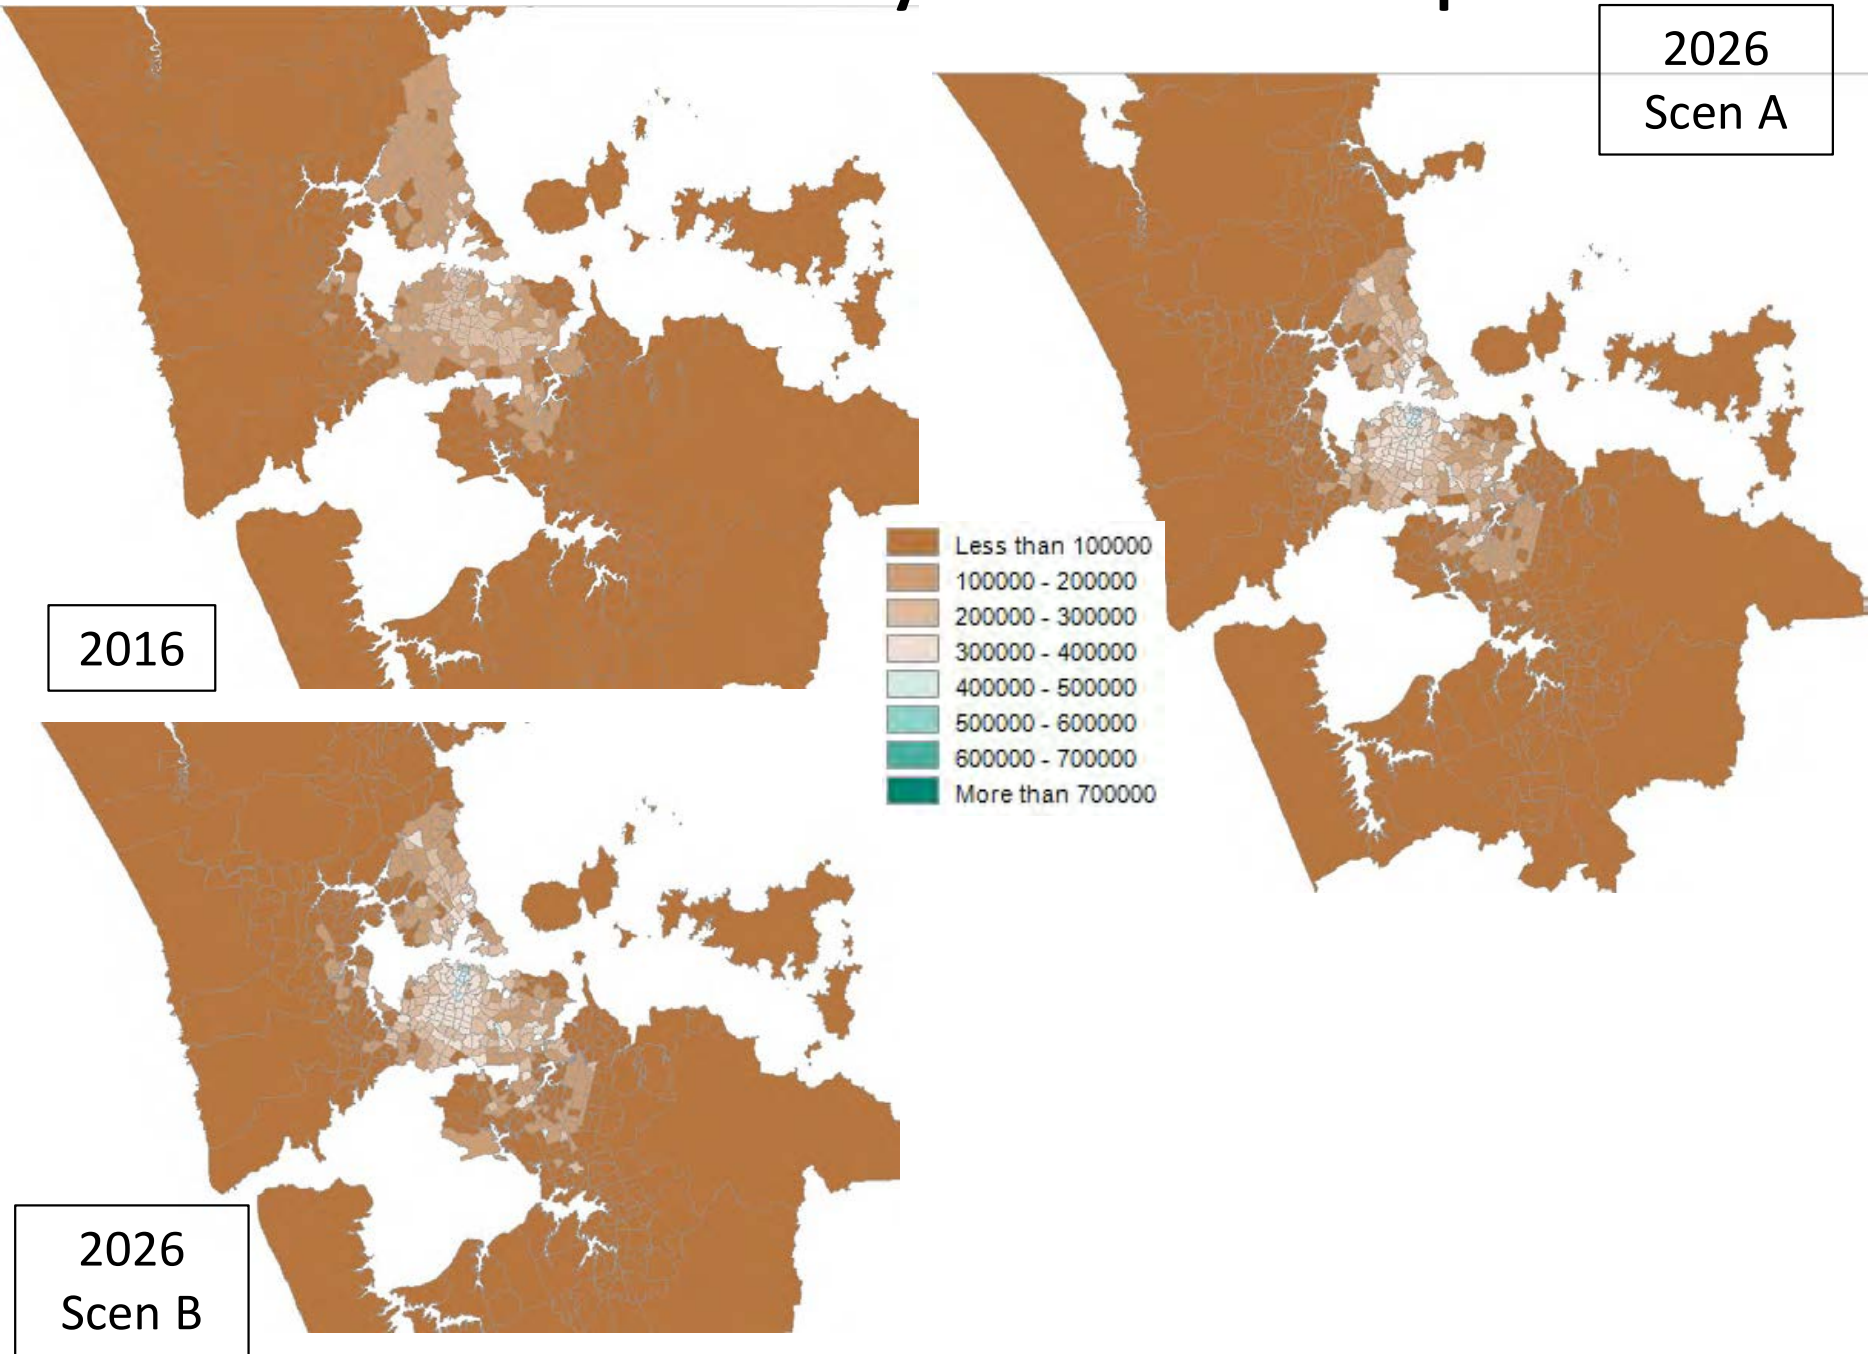 2026
Scen A
2016
Less than 100000
100000 - 200000
200000 - 300000
300000 - 400000
400000 - 500000
500000 - 600000
600000 - 700000
More than 700000
2026
Scen B